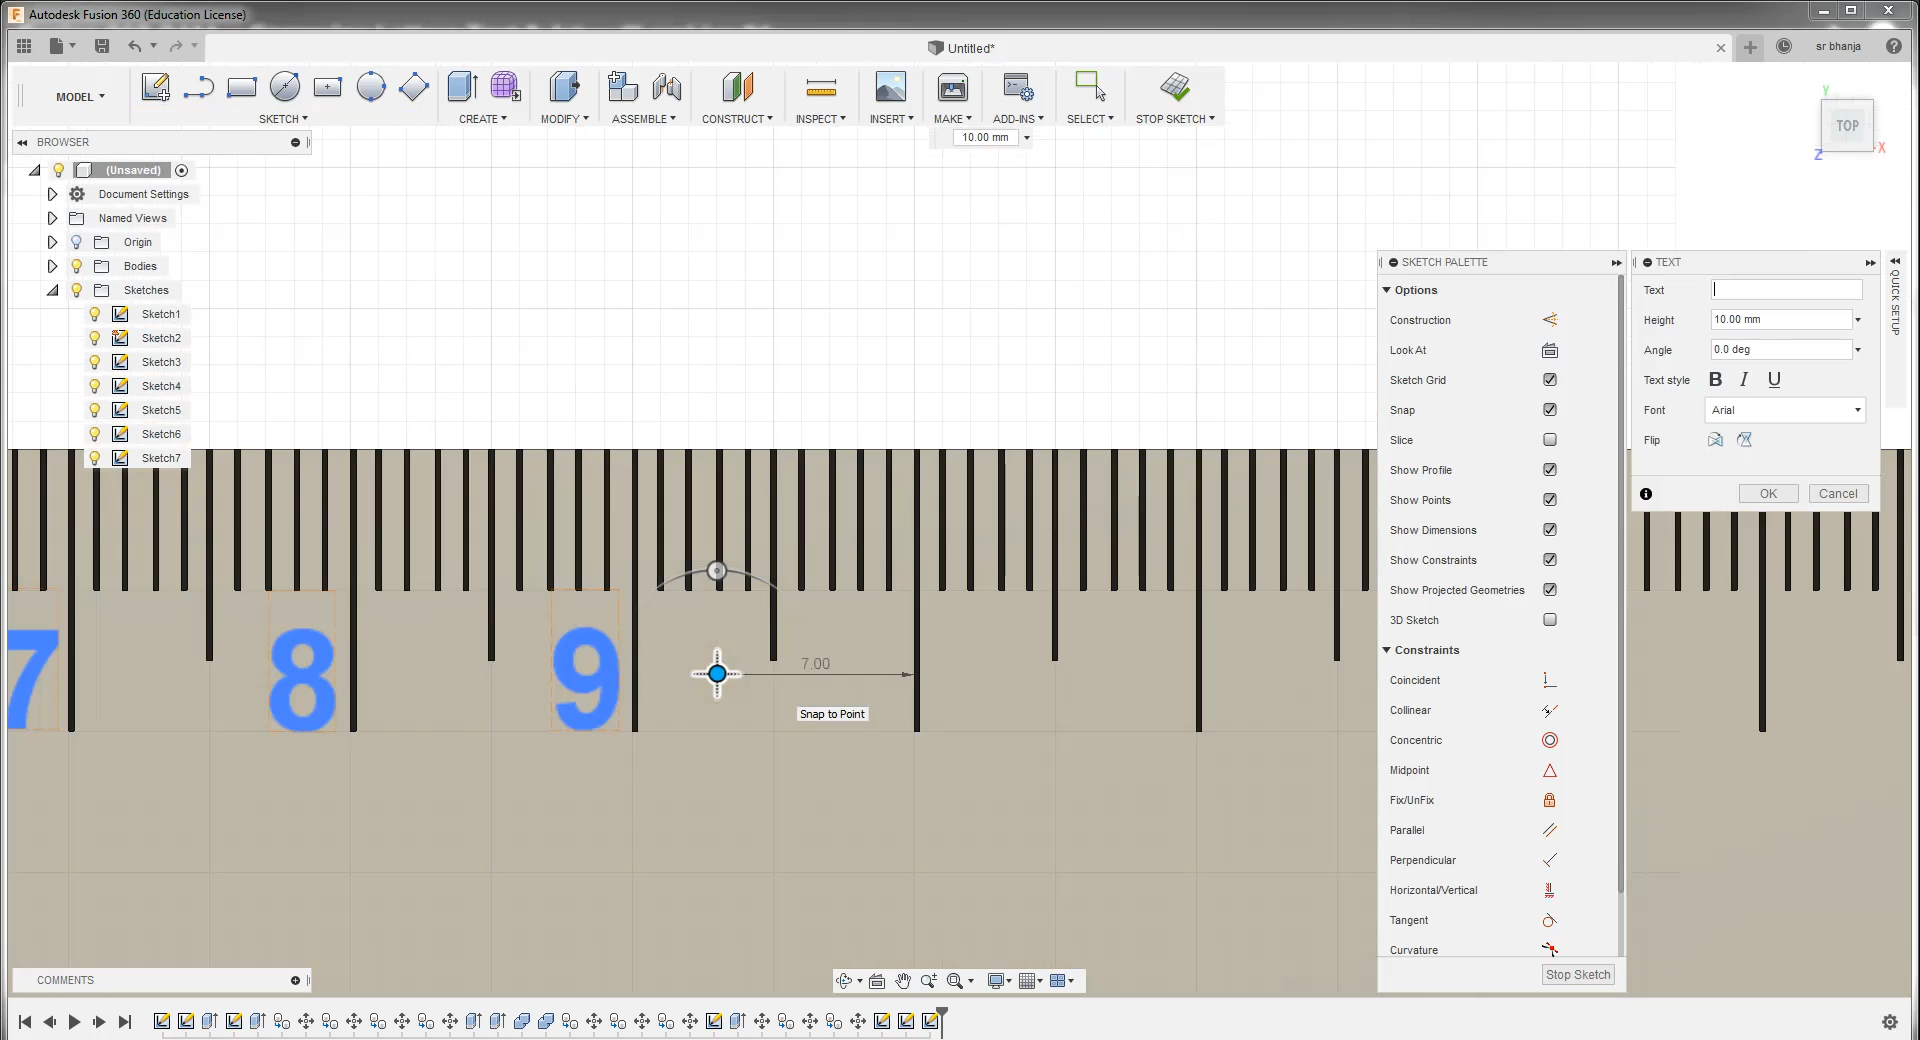 Autodesk Fusion 360 (Education License)
Untitled*
sr bhanja
MODEL
SKETCH
CREATE
MODIFY
ASSEMBLE
CONSTRUCT
INSPECT
INSERT
MAKE
ADD-INS
SELECT
STOP SKETCH
10.00 mm
Y
TOP
X
Z
BROWSER
(Unsaved)
Document Settings
Named Views
Origin
Bodies
Sketches
Sketch1
Sketch2
Sketch3
Sketch4
Sketch5
Sketch6
Sketch7
SKETCH PALETTE
Options
Construction
Look At
Sketch Grid
Snap
Slice
Show Profile
Show Points
Show Dimensions
Show Constraints
Show Projected Geometries
3D Sketch
Constraints
Coincident
Collinear
Concentric
Midpoint
Fix/UnFix
Parallel
Perpendicular
Horizontal/Vertical
Tangent
Curvature
Stop Sketch
TEXT
Text
Height 10.00 mm
Angle 0.0 deg
Text style B I U
Font Arial
Flip
OK Cancel
QUICK SETUP
7 8 9
7.00
Snap to Point
COMMENTS